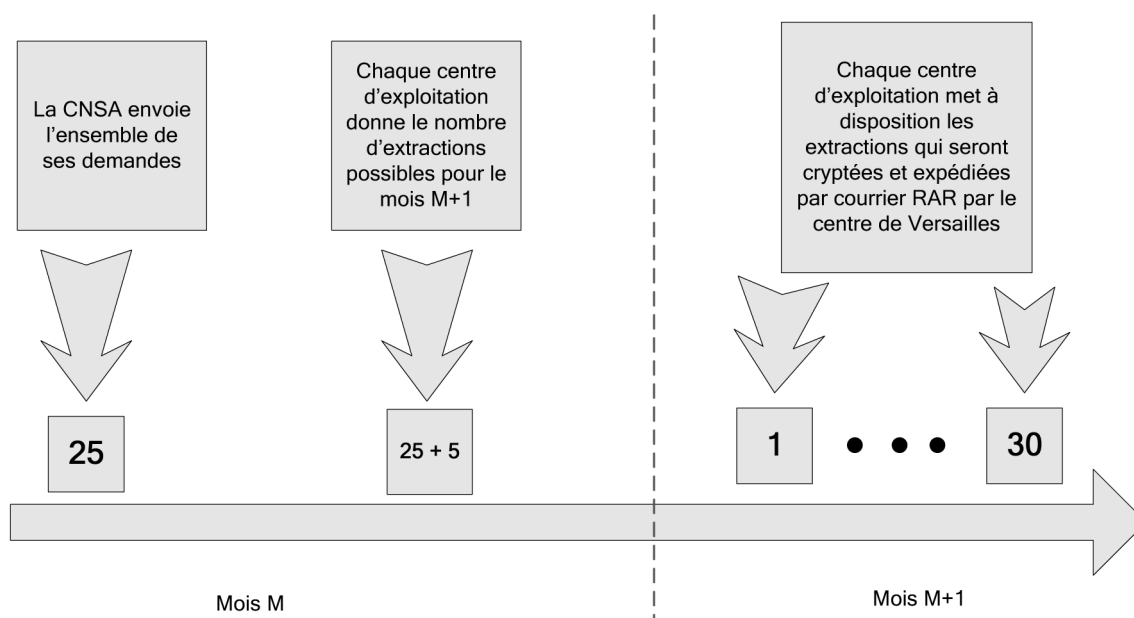 La CNSA envoie
l'ensemble de
ses demandes
Chaque centre
d'exploitation
donne le nombre
d'extractions
possibles pour le
mois M+1
Chaque centre
d'exploitation met à
disposition les
extractions qui seront
cryptées et expédiées
par courrier RAR par le
centre de Versailles
25
25 + 5
1
30
Mois M
Mois M+1